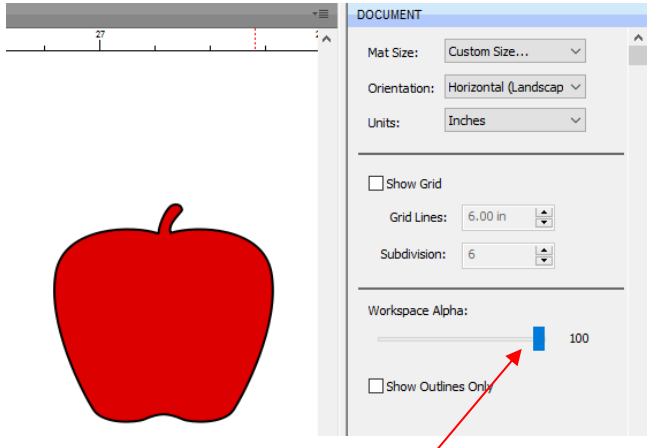 DOCUMENT
27
Mat Size: Custom Size...
Orientation: Horizontal (Landscap
Units: Inches
Show Grid
Grid Lines: 6.00 in
Subdivision: 6
Workspace Alpha:
100
Show Outlines Only